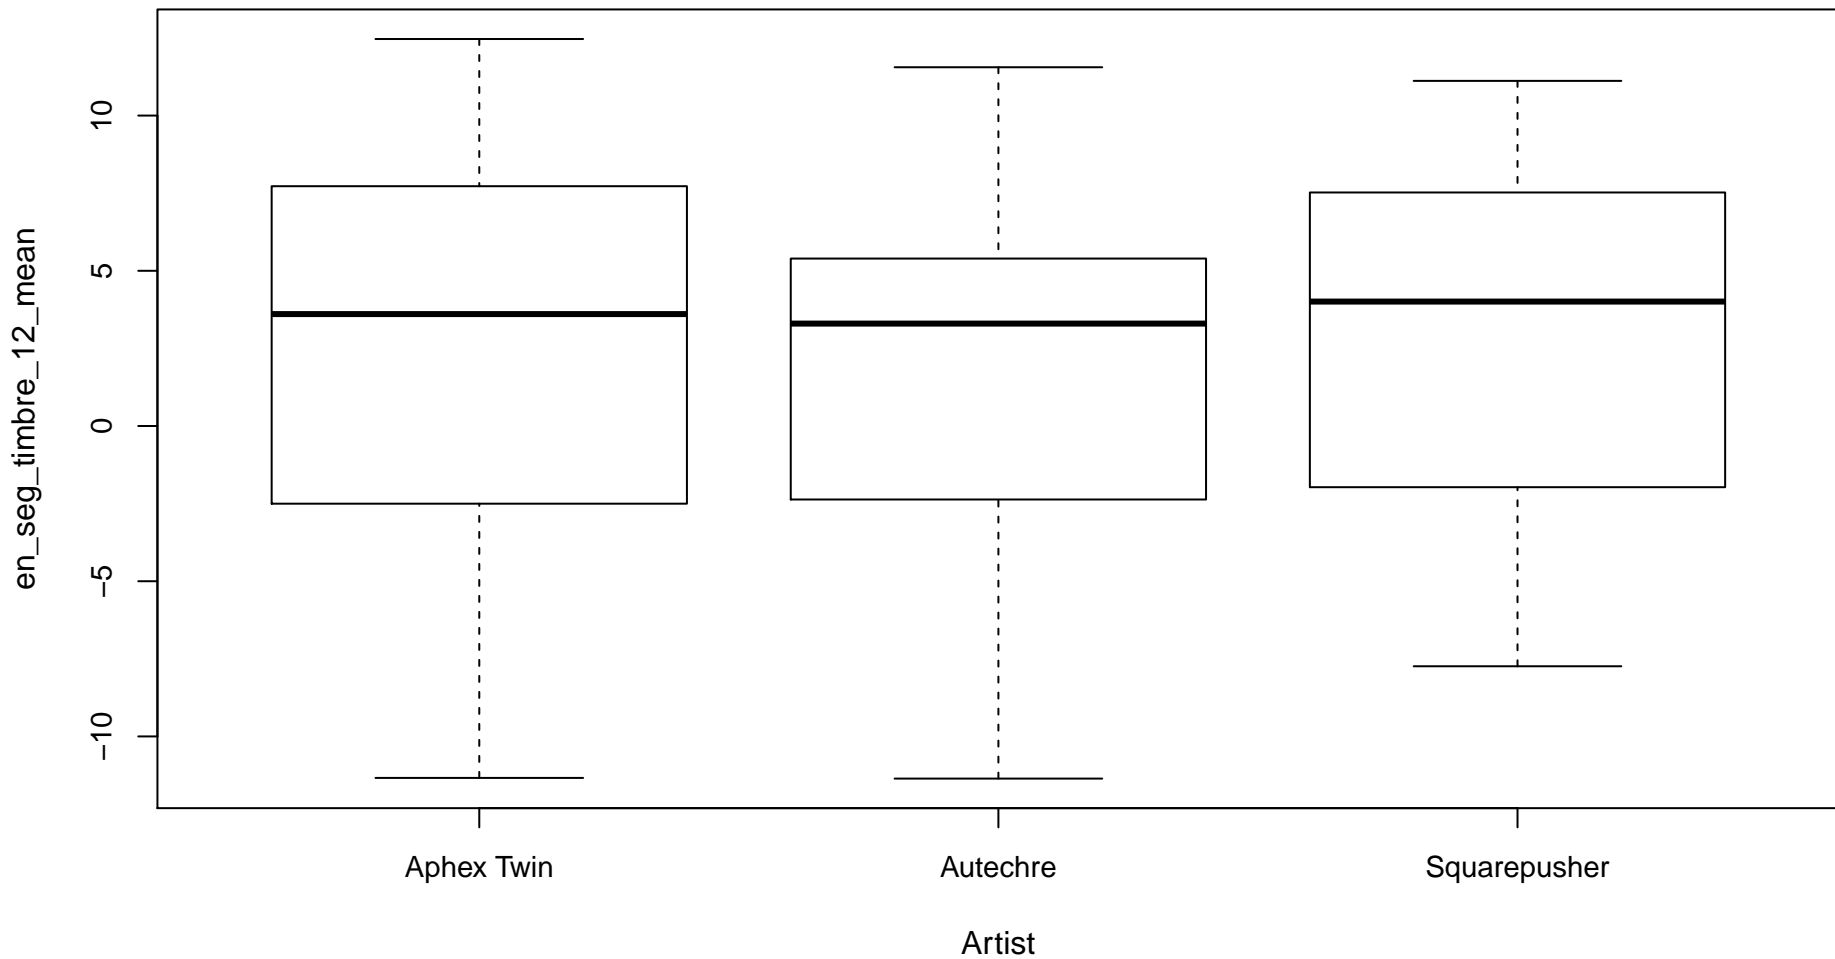 en_seg_timbre_12_mean
10
5
0
−5
−10
Aphex Twin
Autechre
Squarepusher
Artist